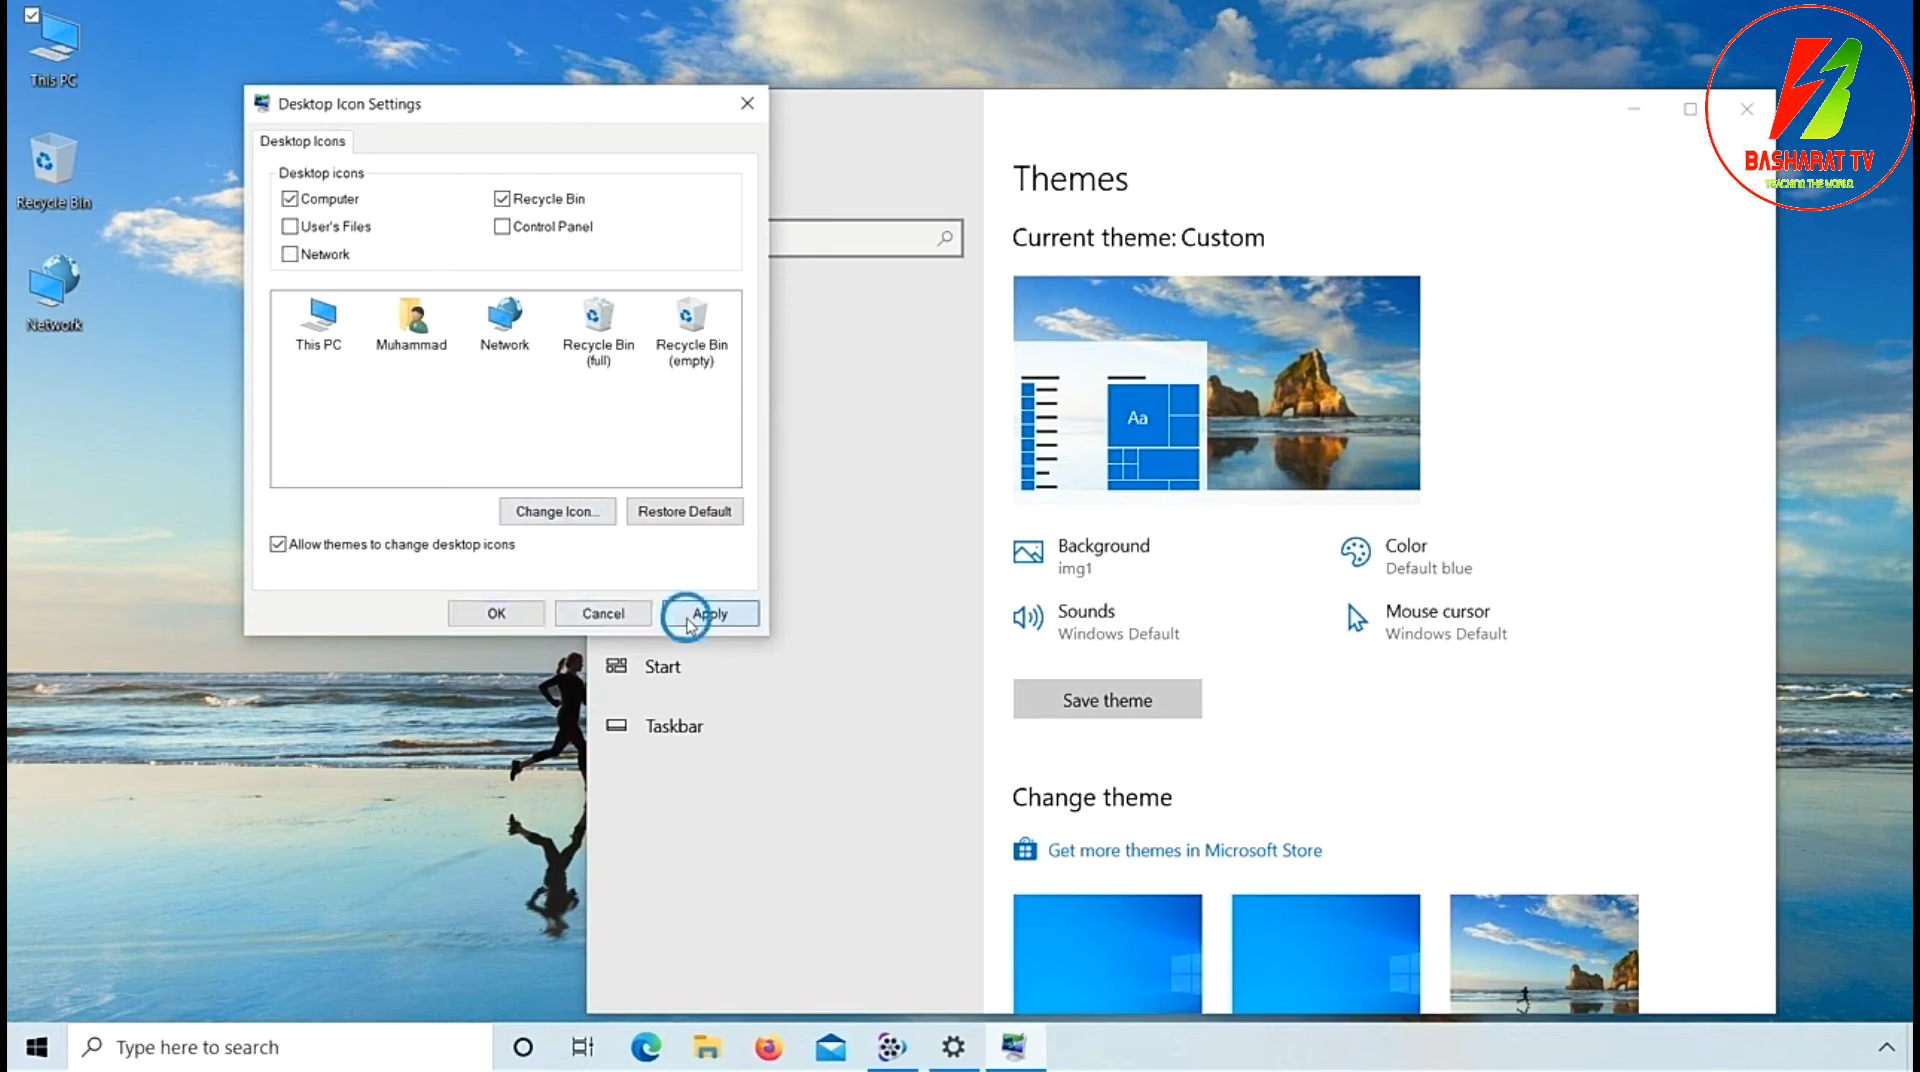 This PC
Recycle Bin
Network
Desktop Icon Settings
Desktop Icons
Desktop icons
Computer
Recycle Bin
User's Files
Control Panel
Network
This PC
Muhammad
Network
Recycle Bin
(full)
Recycle Bin
(empty)
Change Icon...
Restore Default
Allow themes to change desktop icons
OK
Cancel
Apply
Start
Taskbar
Themes
Current theme: Custom
Aa
Background
img1
Color
Default blue
Sounds
Windows Default
Mouse cursor
Windows Default
Save theme
Change theme
Get more themes in Microsoft Store
BASHARAT TV
TEACHING THE WORLD
Type here to search